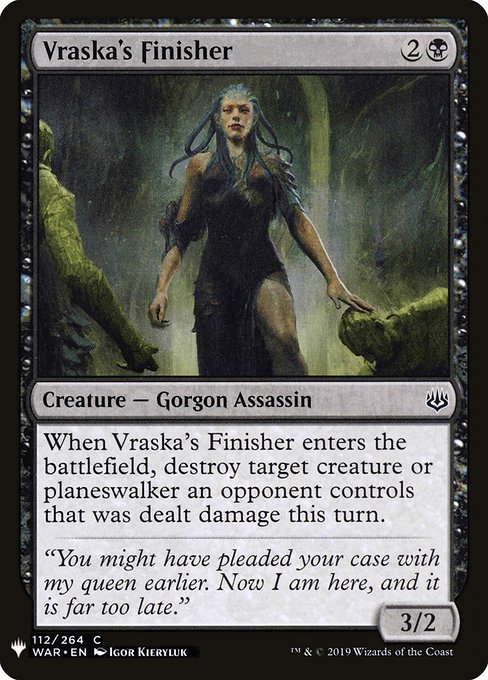 Vraska's Finisher 2
Creature — Gorgon Assassin
When Vraska's Finisher enters the
battlefield, destroy target creature or
planeswalker an opponent controls
that was dealt damage this turn.
“You might have pleaded your case with
my queen earlier. Now I am here, and it
is far too late.”
3/2
112/264 C
WAR • EN Igor Kieryluk
™ & © 2019 Wizards of the Coast